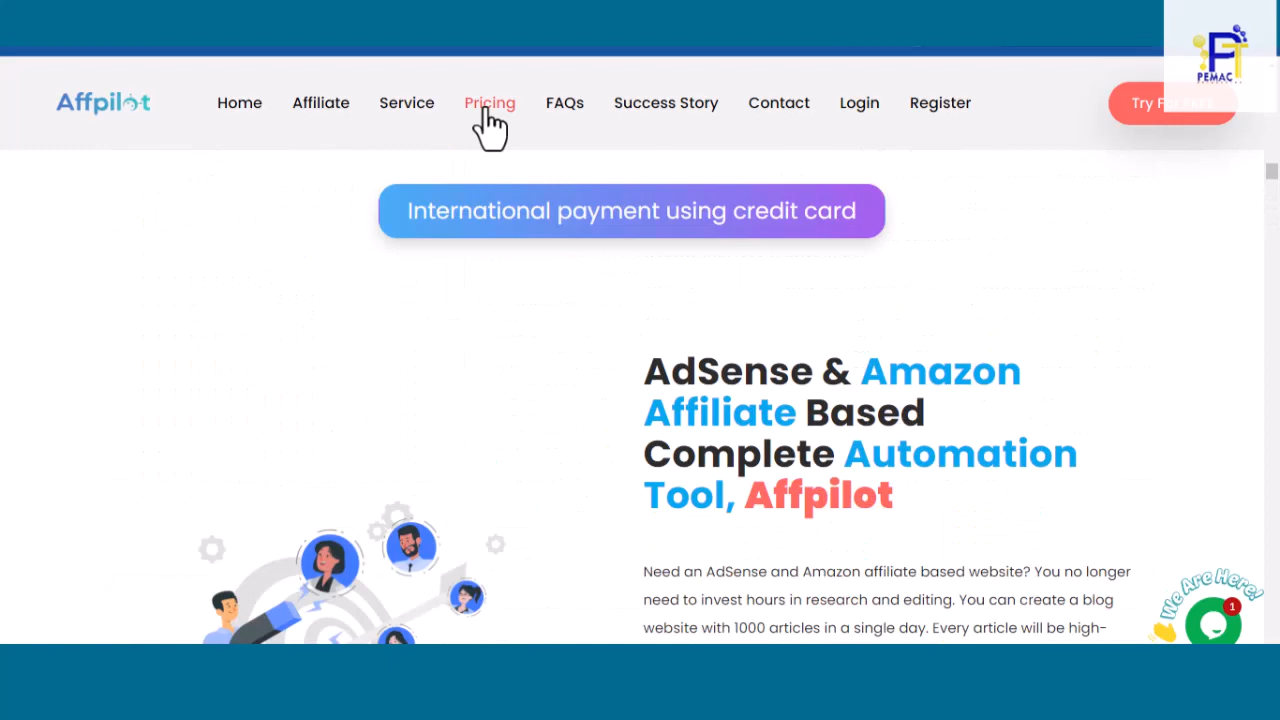 PEMAC
Affpilot
Home Affiliate Service Pricing FAQs Success Story Contact Login Register
Try
International payment using credit card
AdSense & Amazon
Affiliate Based
Complete Automation
Tool, Affpilot
Need an AdSense and Amazon affiliate based website? You no longer
need to invest hours in research and editing. You can create a blog
website with 1000 articles in a single day. Every article will be high-
We Are Here!
1